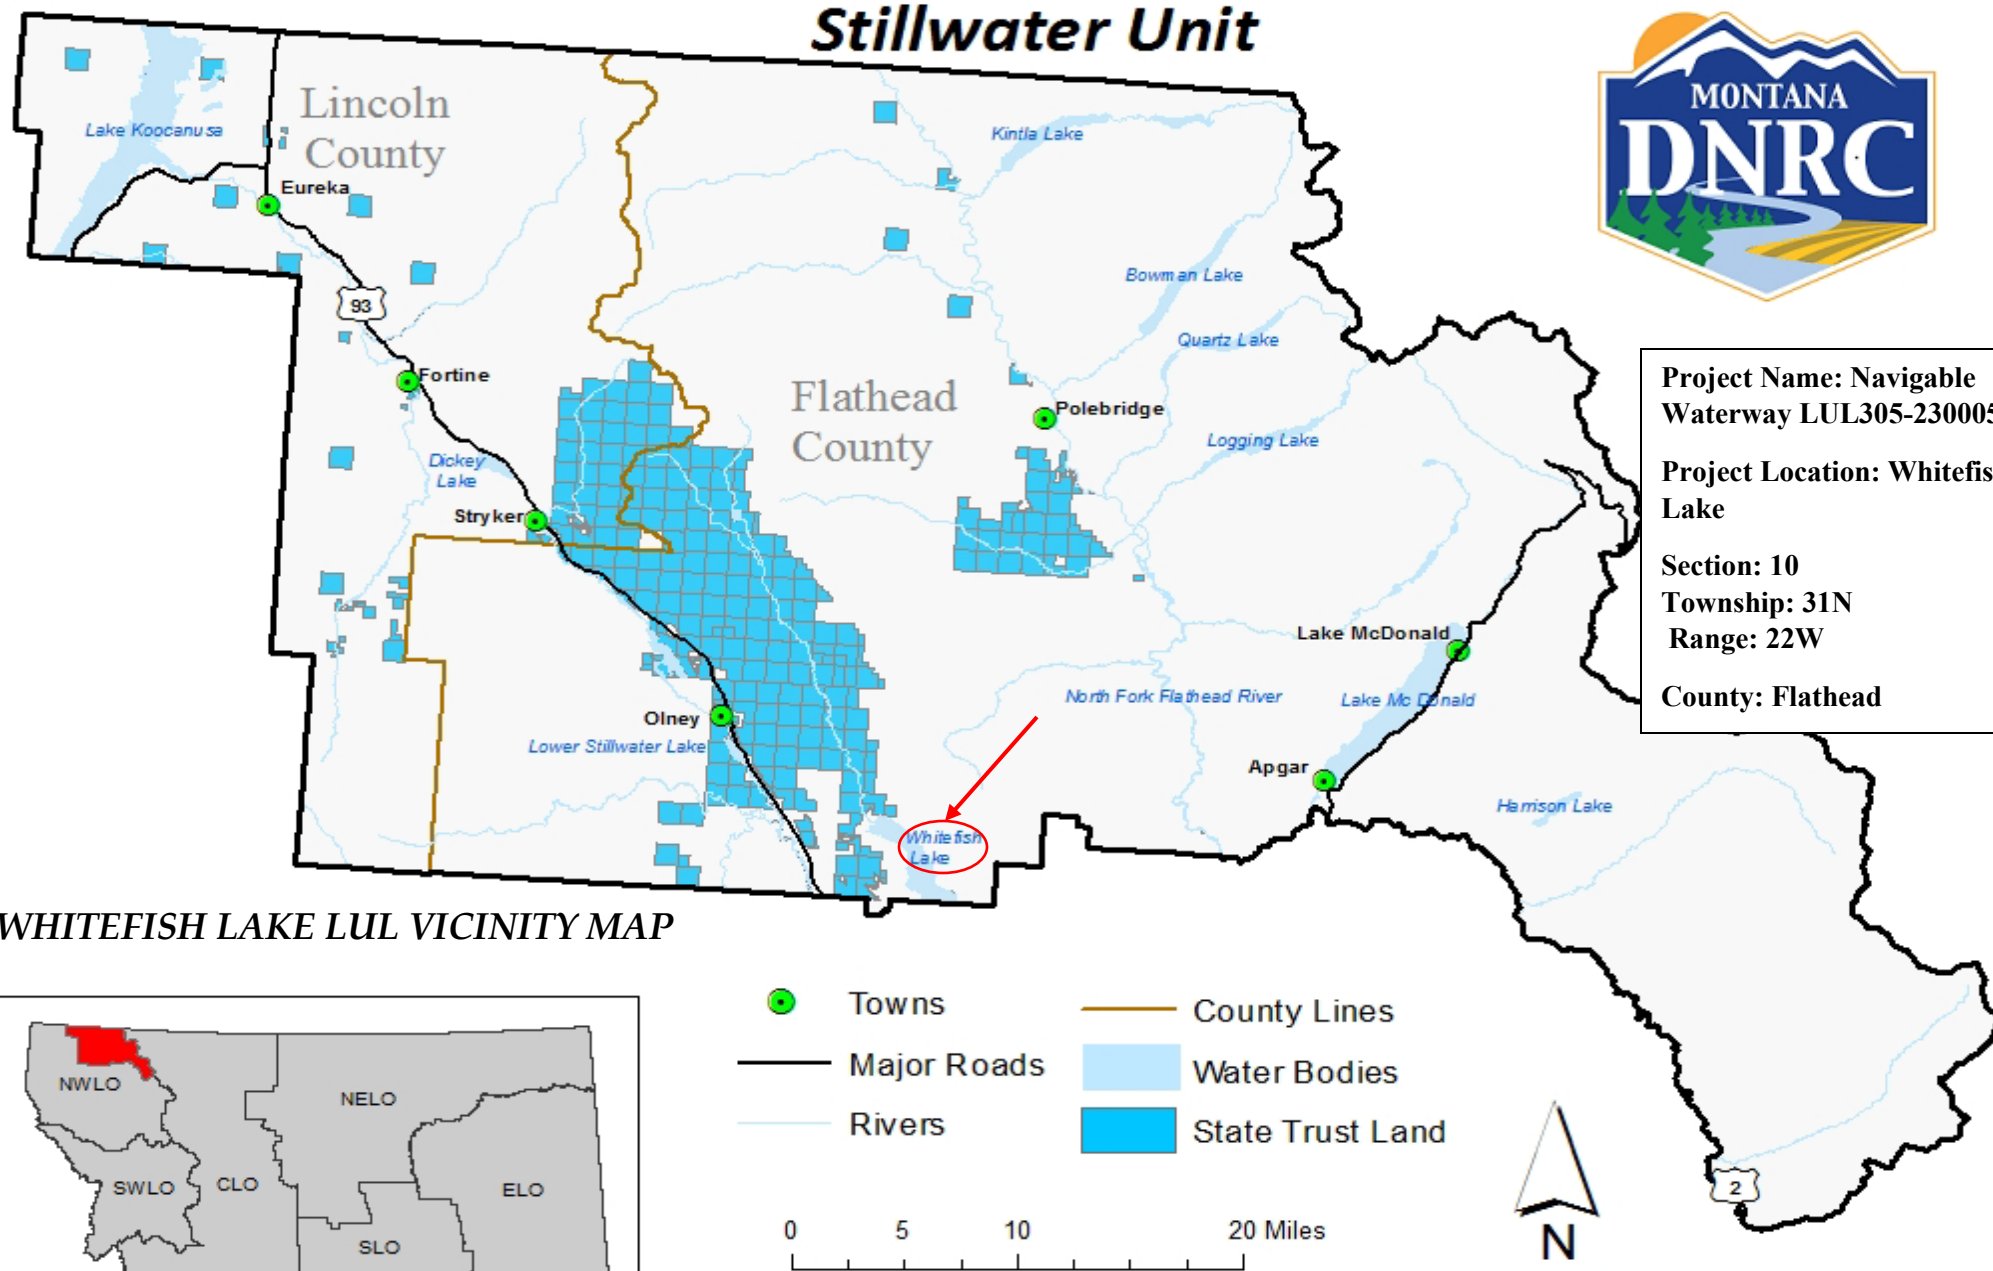 Stillwater Unit
MONTANA
DNRC
Lincoln
County
Lake Koocanusa
Kintla Lake
Eureka
Bowman Lake
93
Quartz Lake
Fortine
Flathead
County
Polebridge
Logging Lake
Dickey
Lake
Stryker
Project Name: Navigable
Waterway LUL305-230005
Project Location: Whitefis
Lake
Section: 10
Township: 31N
Range: 22W
County: Flathead
Lake McDonald
North Fork Flathead River
Lake Mc Donald
Olney
Lower Stillwater Lake
Apgar
Harrison Lake
Whitefish
Lake
WHITEFISH LAKE LUL VICINITY MAP
Towns
County Lines
Major Roads
Water Bodies
Rivers
State Trust Land
NWLO
NELO
SWLO
CLO
ELO
SLO
2
0 5 10 20 Miles
N